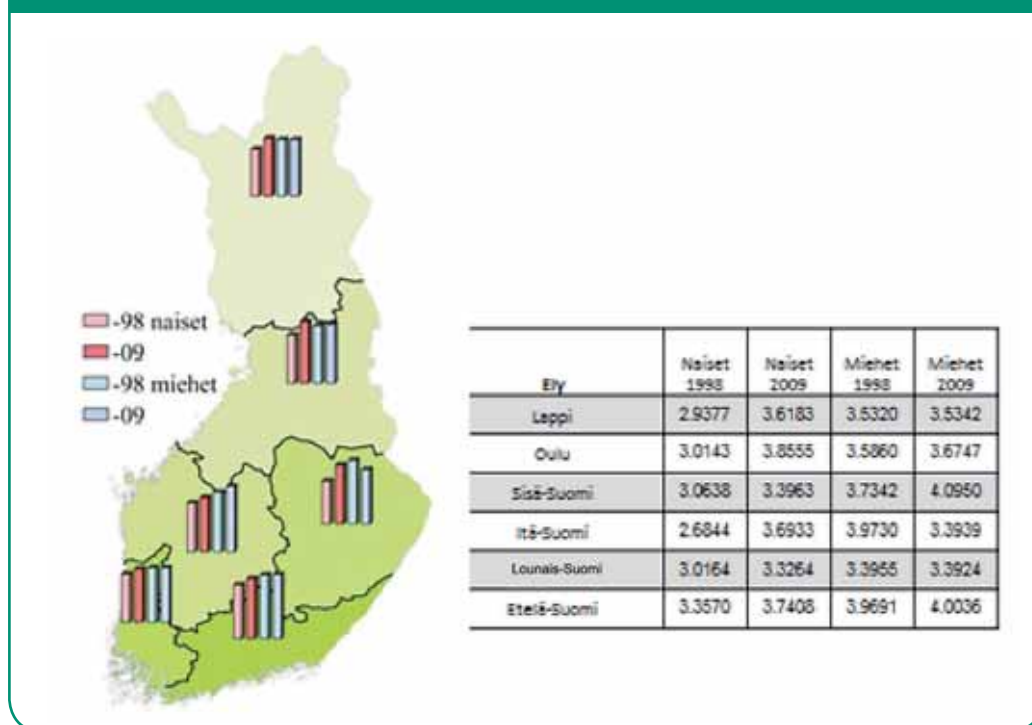 -98 naiset
-09
-98 miehet
-09
Ely Naiset 1998 Naiset 2009 Miehet 1998 Miehet 2009
Lappi 2.9377 3.6183 3.5320 3.5342
Oulu 3.0143 3.8555 3.5860 3.6747
Sisä-Suomi 3.0638 3.3963 3.7342 4.0950
Itä-Suomi 2.6844 3.6933 3.9730 3.3939
Lounais-Suomi 3.0164 3.3264 3.3955 3.3924
Etelä-Suomi 3.3570 3.7408 3.9691 4.0036